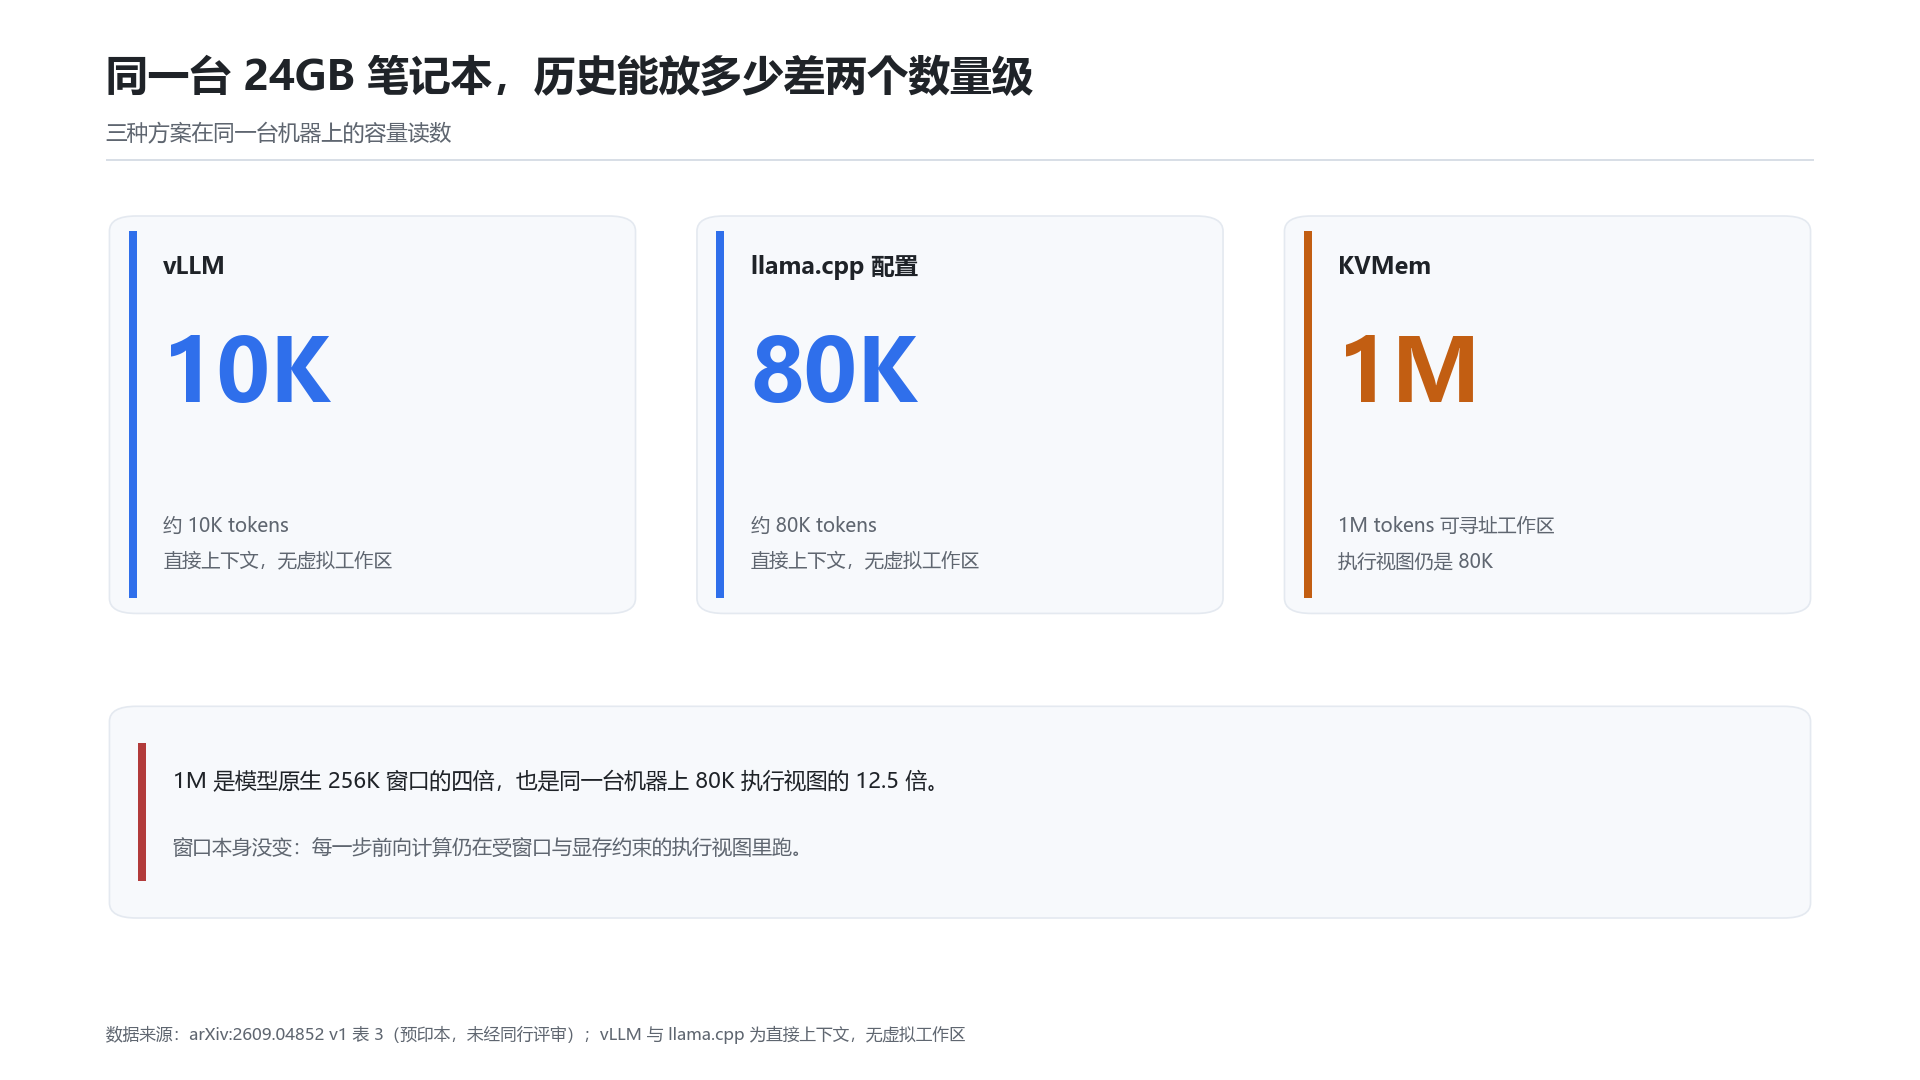 同一台 24GB 笔记本，历史能放多少差两个数量级
三种方案在同一台机器上的容量读数
vLLM
10K
约 10K tokens
直接上下文，无虚拟工作区
llama.cpp 配置
80K
约 80K tokens
直接上下文，无虚拟工作区
KVMem
1M
1M tokens 可寻址工作区
执行视图仍是 80K
1M 是模型原生 256K 窗口的四倍，也是同一台机器上 80K 执行视图的 12.5 倍。
窗口本身没变：每一步前向计算仍在受窗口与显存约束的执行视图里跑。
数据来源：arXiv:2609.04852 v1 表 3（预印本，未经同行评审）；vLLM 与 llama.cpp 为直接上下文，无虚拟工作区